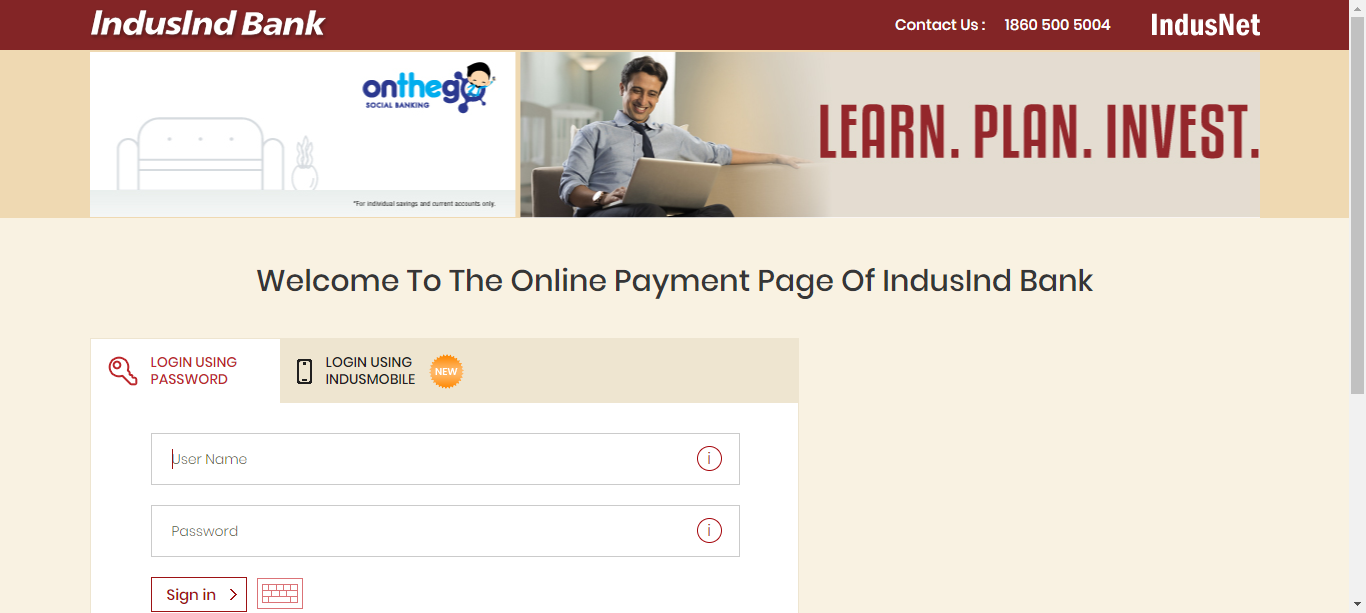 IndusInd Bank
Contact Us : 1860 500 5004
IndusNet
onthego
SOCIAL BANKING
*For individual savings and current accounts only.
LEARN. PLAN. INVEST.
Welcome To The Online Payment Page Of IndusInd Bank
LOGIN USING
PASSWORD
LOGIN USING
INDUSMOBILE
NEW
User Name
i
Password
i
Sign in